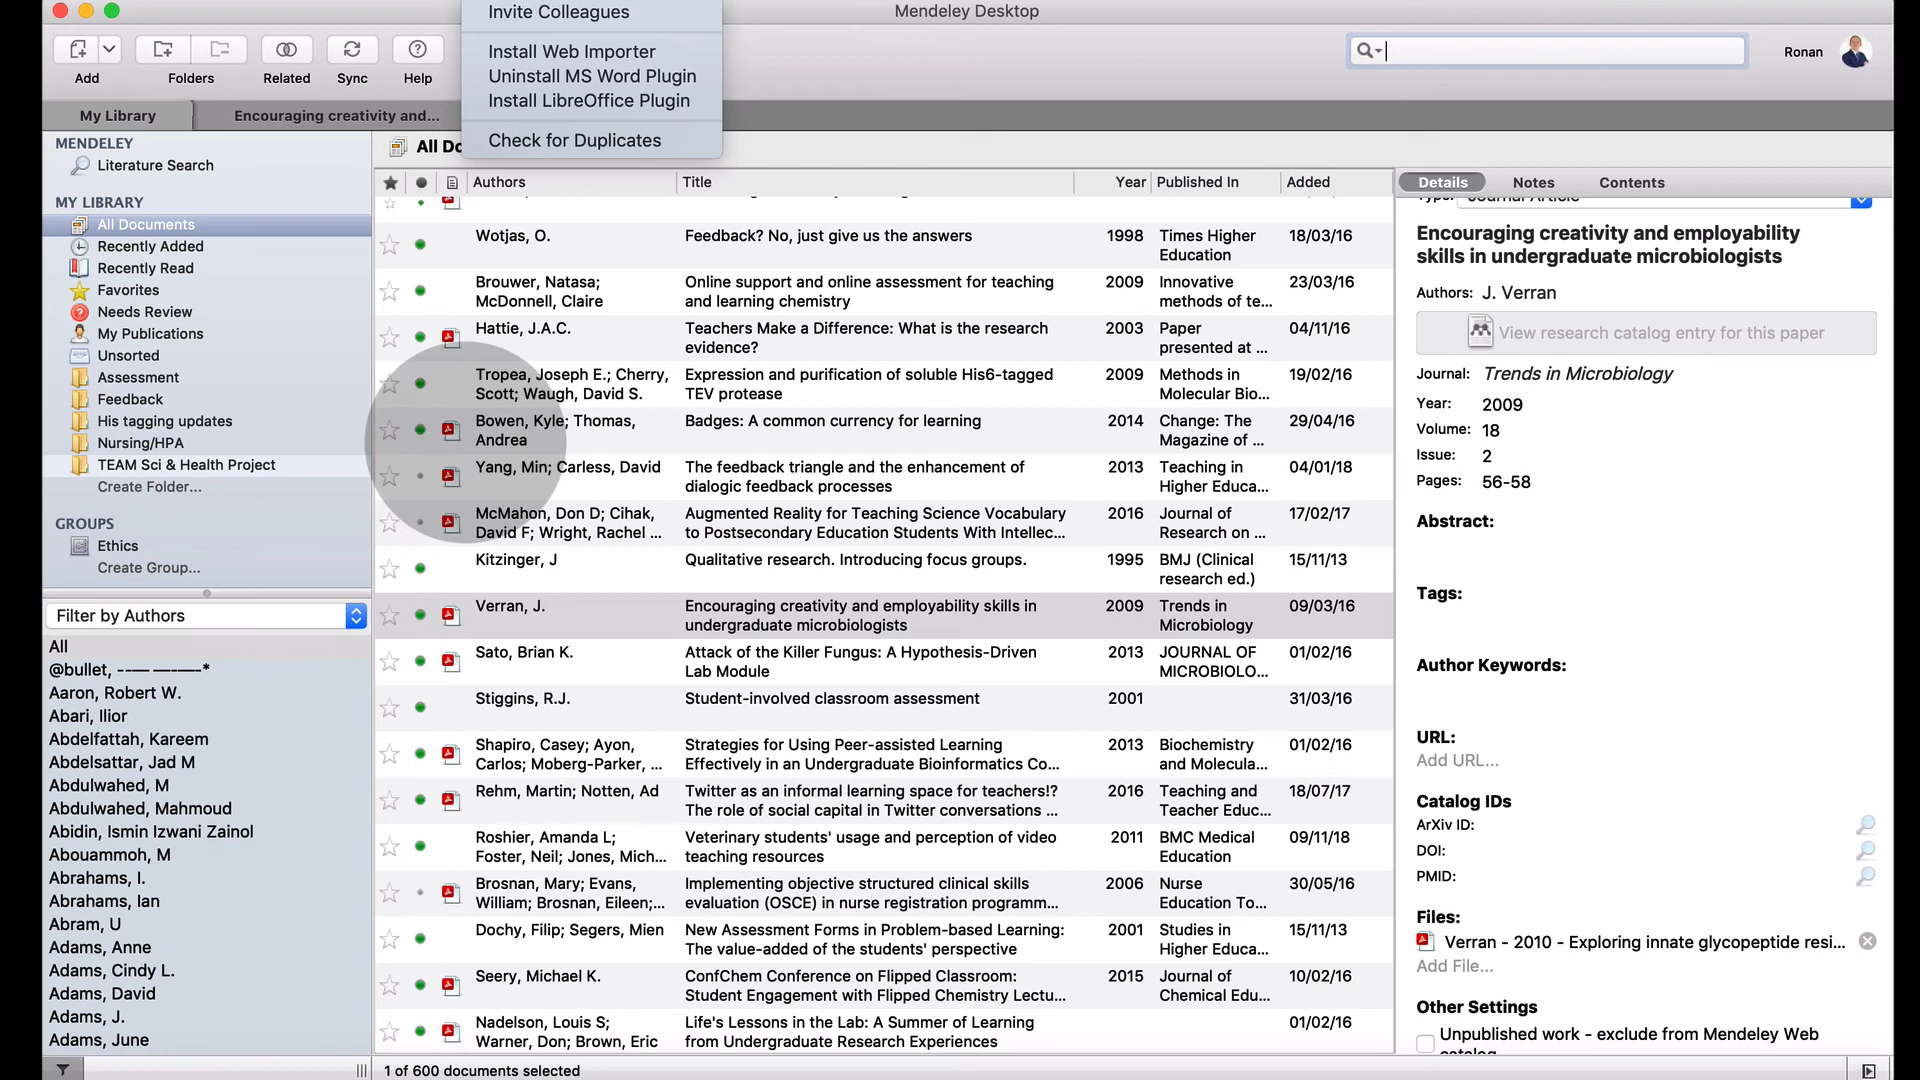 Mendeley Desktop
Invite Colleagues
Install Web Importer
Uninstall MS Word Plugin
Install LibreOffice Plugin
Check for Duplicates
Add
Folders
Related
Sync
Help
Ronan
My Library
Encouraging creativity and...
MENDELEY
Literature Search
MY LIBRARY
All Documents
Recently Added
Recently Read
Favorites
Needs Review
My Publications
Unsorted
Assessment
Feedback
His tagging updates
Nursing/HPA
TEAM Sci & Health Project
Create Folder...
GROUPS
Ethics
Create Group...
Filter by Authors
All
@bullet, ---— —-—--*
Aaron, Robert W.
Abari, Ilior
Abdelfattah, Kareem
Abdelsattar, Jad M
Abdulwahed, M
Abdulwahed, Mahmoud
Abidin, Ismin Izwani Zainol
Abouammoh, M
Abrahams, I.
Abrahams, Ian
Abram, U
Adams, Anne
Adams, Cindy L.
Adams, David
Adams, J.
Adams, June
All Do
Authors Title Year Published In Added
Wotjas, O. Feedback? No, just give us the answers 1998 Times Higher 18/03/16
Education
Brouwer, Natasa; Online support and online assessment for teaching 2009 Innovative 23/03/16
McDonnell, Claire and learning chemistry methods of te...
Hattie, J.A.C. Teachers Make a Difference: What is the research 2003 Paper 04/11/16
evidence? presented at ...
Tropea, Joseph E.; Cherry, Expression and purification of soluble His6-tagged 2009 Methods in 19/02/16
Scott; Waugh, David S. TEV protease Molecular Bio...
Bowen, Kyle; Thomas, Badges: A common currency for learning 2014 Change: The 29/04/16
Andrea Magazine of ...
Yang, Min; Carless, David The feedback triangle and the enhancement of 2013 Teaching in 04/01/18
dialogic feedback processes Higher Educa...
McMahon, Don D; Cihak, Augmented Reality for Teaching Science Vocabulary 2016 Journal of 17/02/17
David F; Wright, Rachel ... to Postsecondary Education Students With Intellec... Research on ...
Kitzinger, J Qualitative research. Introducing focus groups. 1995 BMJ (Clinical 15/11/13
research ed.)
Verran, J. Encouraging creativity and employability skills in 2009 Trends in 09/03/16
undergraduate microbiologists Microbiology
Sato, Brian K. Attack of the Killer Fungus: A Hypothesis-Driven 2013 JOURNAL OF 01/02/16
Lab Module MICROBIOLO...
Stiggins, R.J. Student-involved classroom assessment 2001 31/03/16
Shapiro, Casey; Ayon, Strategies for Using Peer-assisted Learning 2013 Biochemistry 01/02/16
Carlos; Moberg-Parker, ... Effectively in an Undergraduate Bioinformatics Co... and Molecula...
Rehm, Martin; Notten, Ad Twitter as an informal learning space for teachers!? 2016 Teaching and 18/07/17
The role of social capital in Twitter conversations ... Teacher Educ...
Roshier, Amanda L; Veterinary students' usage and perception of video 2011 BMC Medical 09/11/18
Foster, Neil; Jones, Mich... teaching resources Education
Brosnan, Mary; Evans, Implementing objective structured clinical skills 2006 Nurse 30/05/16
William; Brosnan, Eileen;... evaluation (OSCE) in nurse registration programm... Education To...
Dochy, Filip; Segers, Mien New Assessment Forms in Problem-based Learning: 2001 Studies in 15/11/13
The value-added of the students' perspective Higher Educa...
Seery, Michael K. ConfChem Conference on Flipped Classroom: 2015 Journal of 10/02/16
Student Engagement with Flipped Chemistry Lectu... Chemical Edu...
Nadelson, Louis S; Life's Lessons in the Lab: A Summer of Learning 01/02/16
Warner, Don; Brown, Eric from Undergraduate Research Experiences
1 of 600 documents selected
Details Notes Contents
Type: Journal Article
Encouraging creativity and employability
skills in undergraduate microbiologists
Authors: J. Verran
View research catalog entry for this paper
Journal: Trends in Microbiology
Year: 2009
Volume: 18
Issue: 2
Pages: 56-58
Abstract:
Tags:
Author Keywords:
URL:
Add URL...
Catalog IDs
ArXiv ID:
DOI:
PMID:
Files:
Verran - 2010 - Exploring innate glycopeptide resi...
Add File...
Other Settings
Unpublished work - exclude from Mendeley Web
catalog